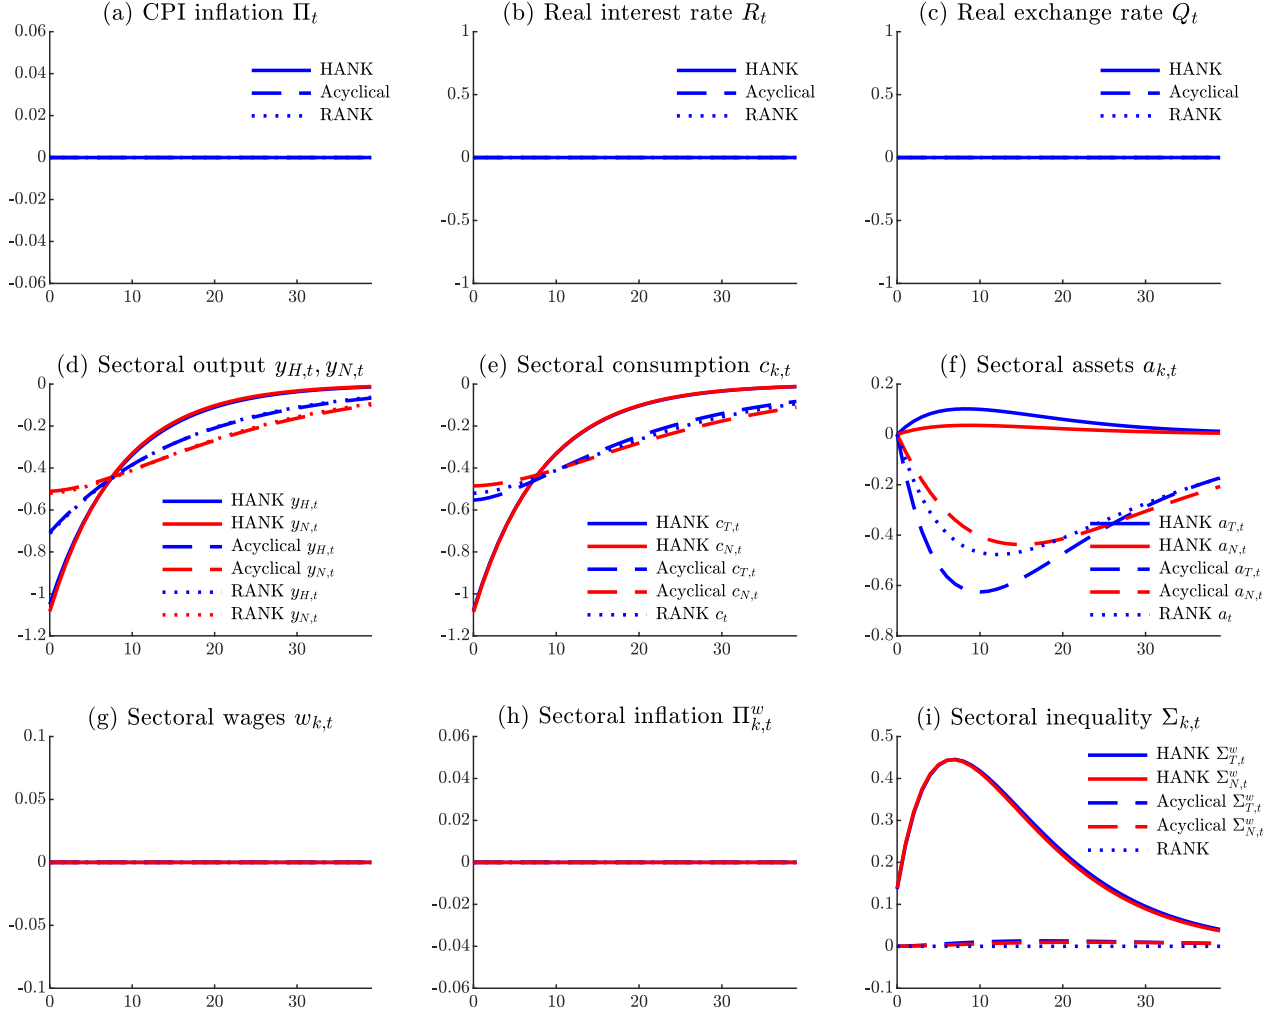 (a) CPI inflation Πₜ
0.06
0.04
0.02
0
-0.02
-0.04
-0.06
0 10 20 30
HANK
Acyclical
RANK
(b) Real interest rate Rₜ
1
0.5
0
-0.5
-1
0 10 20 30
HANK
Acyclical
RANK
(c) Real exchange rate Qₜ
1
0.5
0
-0.5
-1
0 10 20 30
HANK
Acyclical
RANK
(d) Sectoral output y_{H,t}, y_{N,t}
0
-0.2
-0.4
-0.6
-0.8
-1
-1.2
0 10 20 30
HANK y_{H,t}
HANK y_{N,t}
Acyclical y_{H,t}
Acyclical y_{N,t}
RANK y_{H,t}
RANK y_{N,t}
(e) Sectoral consumption c_{k,t}
0
-0.2
-0.4
-0.6
-0.8
-1
-1.2
0 10 20 30
HANK c_{T,t}
HANK c_{N,t}
Acyclical c_{T,t}
Acyclical c_{N,t}
RANK c_t
(f) Sectoral assets a_{k,t}
0.2
0
-0.2
-0.4
-0.6
-0.8
0 10 20 30
HANK a_{T,t}
HANK a_{N,t}
Acyclical a_{T,t}
Acyclical a_{N,t}
RANK a_t
(g) Sectoral wages w_{k,t}
0.1
0.05
0
-0.05
-0.1
0 10 20 30
(h) Sectoral inflation Π^w_{k,t}
0.06
0.04
0.02
0
-0.02
-0.04
-0.06
0 10 20 30
(i) Sectoral inequality Σ_{k,t}
0.5
0.4
0.3
0.2
0.1
0
-0.1
0 10 20 30
HANK Σ^w_{T,t}
HANK Σ^w_{N,t}
Acyclical Σ^w_{T,t}
Acyclical Σ^w_{N,t}
RANK